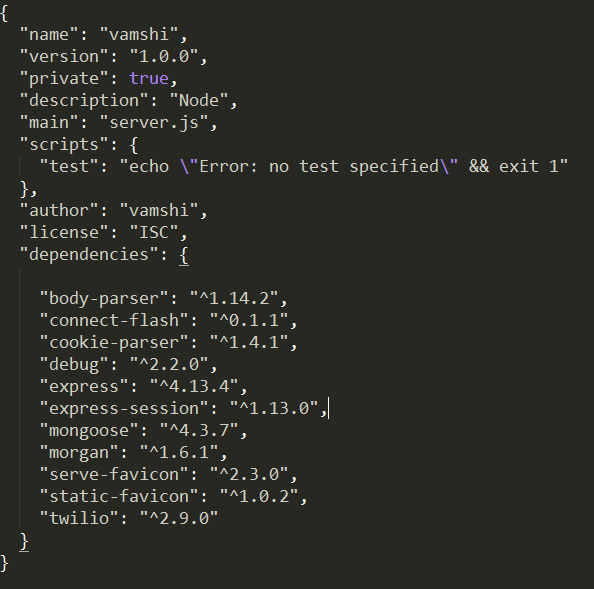 {
"name": "vamshi",
"version": "1.0.0",
"private": true,
"description": "Node",
"main": "server.js",
"scripts": {
"test": "echo \"Error: no test specified\" && exit 1"
},
"author": "vamshi",
"license": "ISC",
"dependencies": {
"body-parser": "^1.14.2",
"connect-flash": "^0.1.1",
"cookie-parser": "^1.4.1",
"debug": "^2.2.0",
"express": "^4.13.4",
"express-session": "^1.13.0",
"mongoose": "^4.3.7",
"morgan": "^1.6.1",
"serve-favicon": "^2.3.0",
"static-favicon": "^1.0.2",
"twilio": "^2.9.0"
}
}